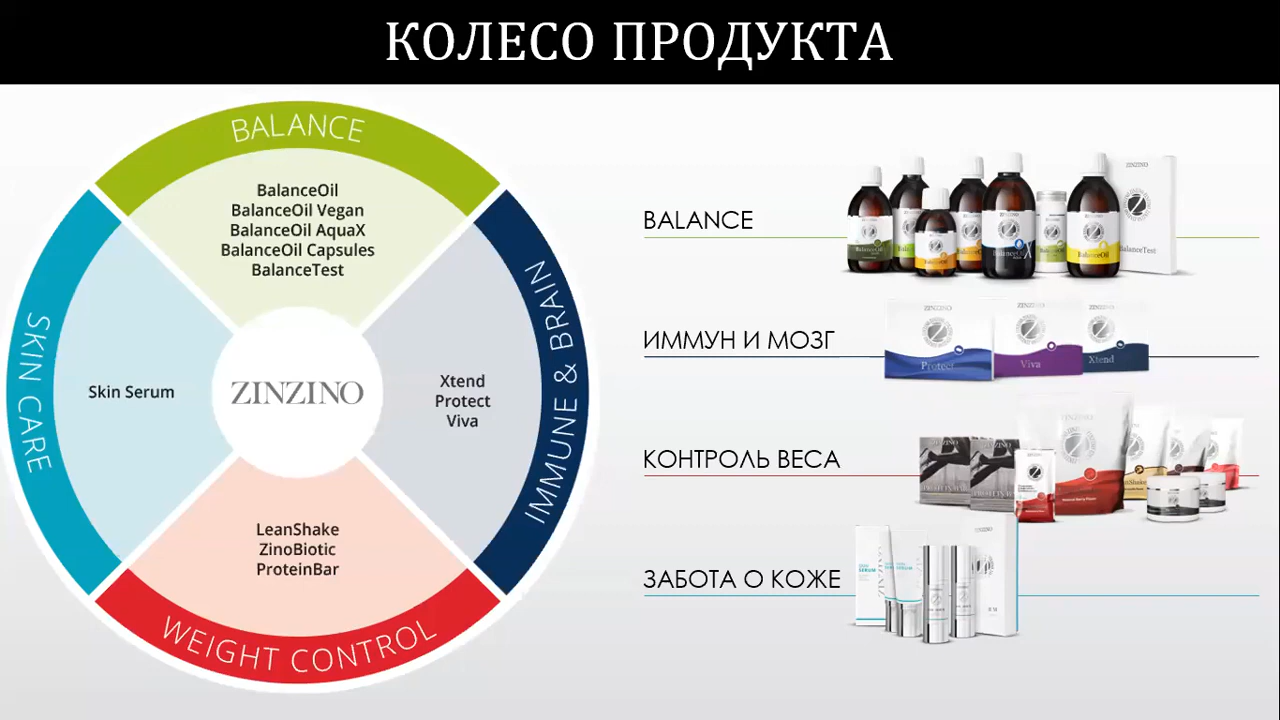 КОЛЕСО ПРОДУКТА
BALANCE
BalanceOil
BalanceOil Vegan
BalanceOil AquaX
BalanceOil Capsules
BalanceTest
SKIN CARE
Skin Serum
ZINZINO
Xtend
Protect
Viva
IMMUNE & BRAIN
LeanShake
ZinoBiotic
ProteinBar
WEIGHT CONTROL
BALANCE
ZINZINO
BalanceOil
BalanceTest
ИММУН И МОЗГ
ZINZINO
Protect
Viva
Xtend
КОНТРОЛЬ ВЕСА
ZINZINO
ЗАБОТА О КОЖЕ
ZINZINO
SERUM